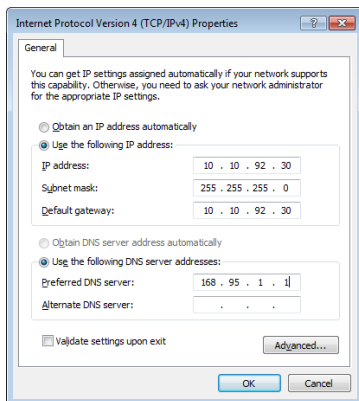 Internet Protocol Version 4 (TCP/IPv4) Properties
General
You can get IP settings assigned automatically if your network supports
this capability. Otherwise, you need to ask your network administrator
for the appropriate IP settings.
Obtain an IP address automatically
Use the following IP address:
IP address: 10 . 10 . 92 . 30
Subnet mask: 255 . 255 . 255 . 0
Default gateway: 10 . 10 . 92 . 30
Obtain DNS server address automatically
Use the following DNS server addresses:
Preferred DNS server: 168 . 95 . 1 . 1
Alternate DNS server: . . .
Validate settings upon exit
Advanced...
OK Cancel